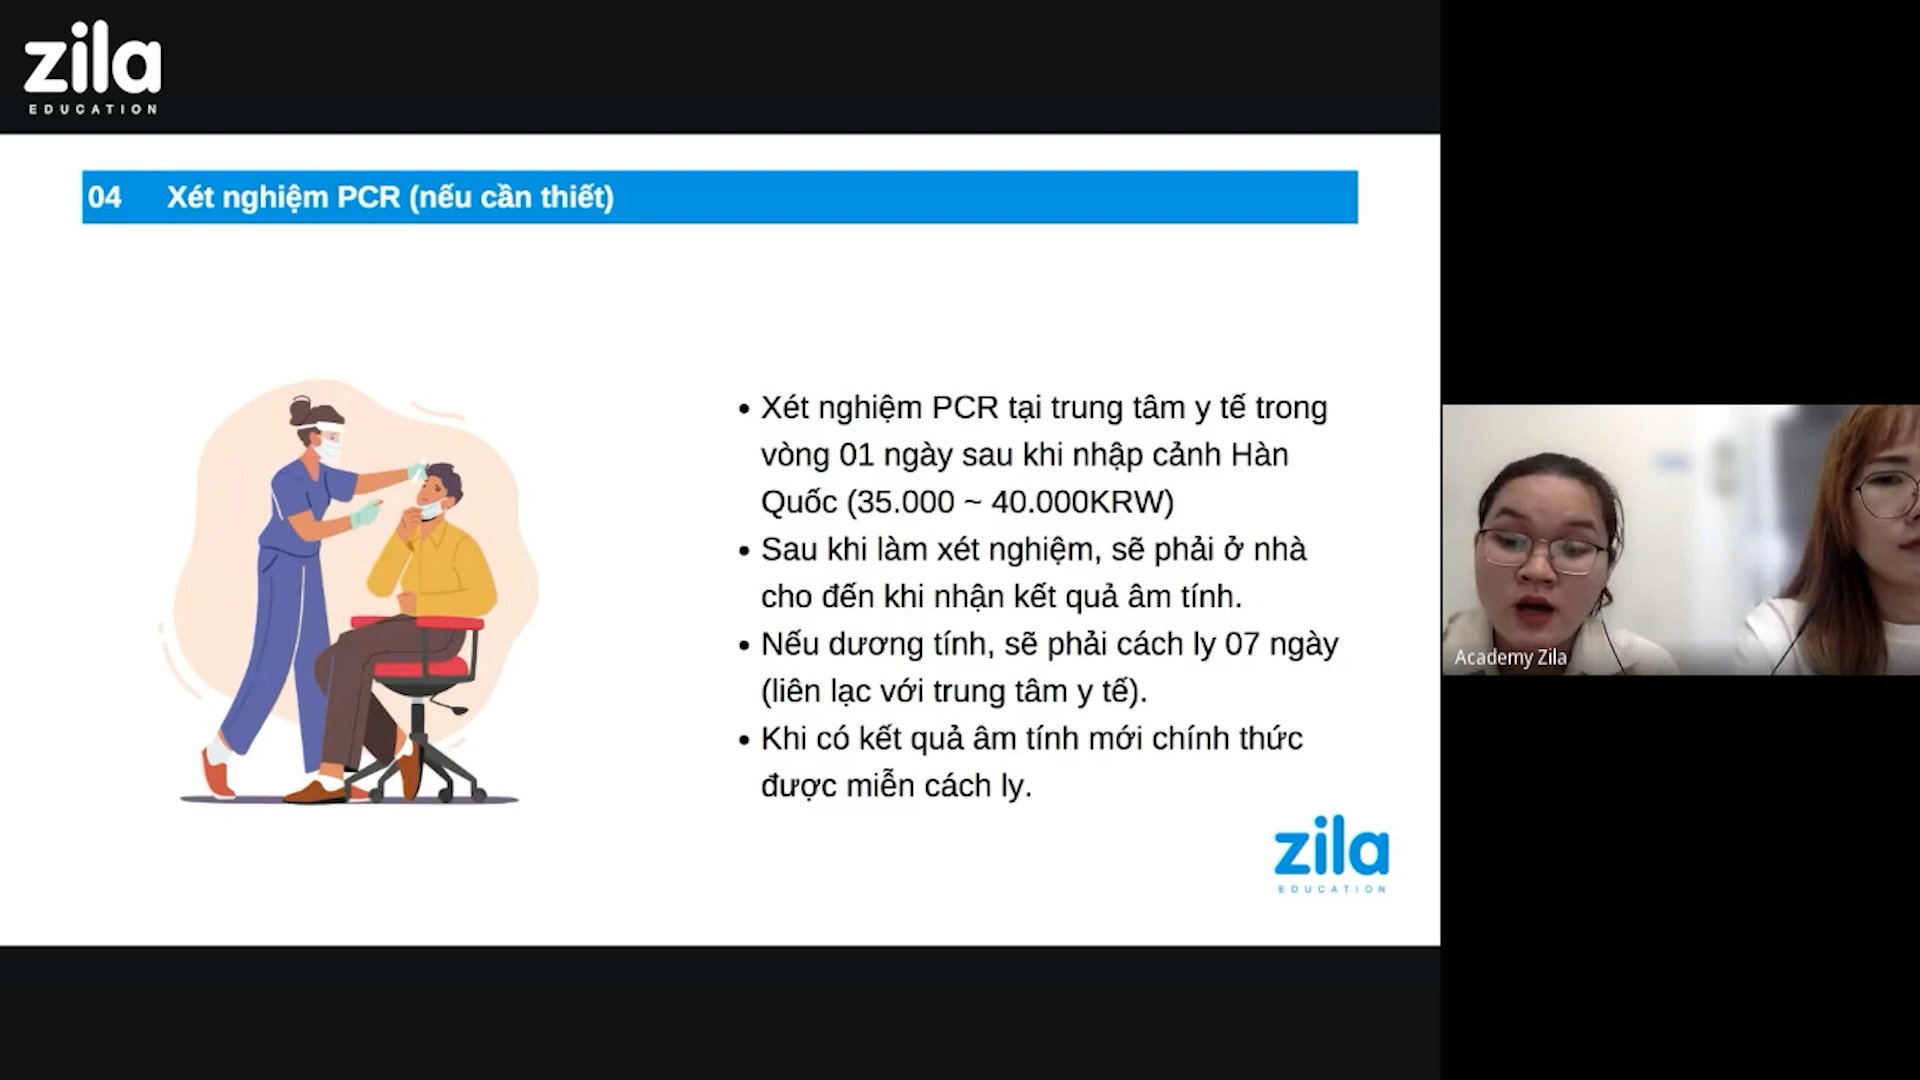 zila
EDUCATION
04 Xét nghiệm PCR (nếu cần thiết)
• Xét nghiệm PCR tại trung tâm y tế trong
vòng 01 ngày sau khi nhập cảnh Hàn
Quốc (35.000 ~ 40.000KRW)
• Sau khi làm xét nghiệm, sẽ phải ở nhà
cho đến khi nhận kết quả âm tính.
• Nếu dương tính, sẽ phải cách ly 07 ngày
(liên lạc với trung tâm y tế).
• Khi có kết quả âm tính mới chính thức
được miễn cách ly.
zila
EDUCATION
Academy Zila